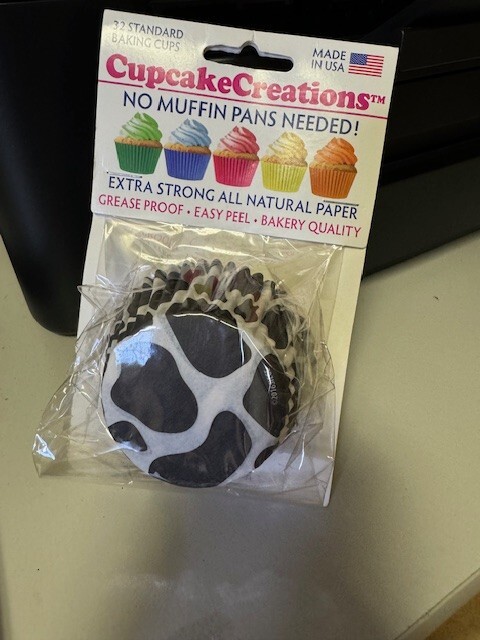 32 STANDARD
BAKING CUPS
MADE
IN USA
CupcakeCreations™
NO MUFFIN PANS NEEDED!
EXTRA STRONG ALL NATURAL PAPER
GREASE PROOF • EASY PEEL • BAKERY QUALITY